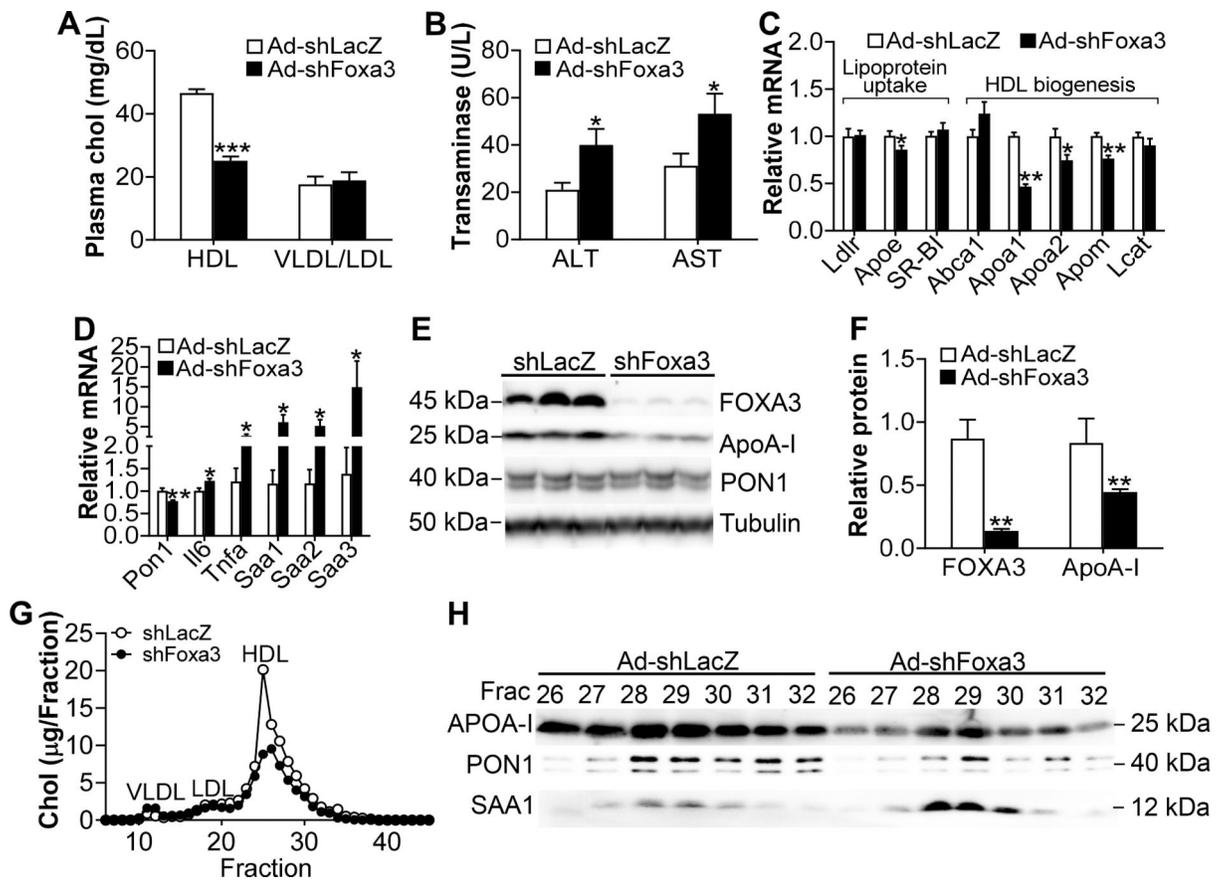 A
Plasma chol (mg/dL)
60
40
20
0
Ad-shLacZ
Ad-shFoxa3
***
HDL
VLDL/LDL
B
Transaminase (U/L)
80
60
40
20
0
Ad-shLacZ
Ad-shFoxa3
*
*
ALT
AST
C
Relative mRNA
2.0
1.5
1.0
0.5
0.0
Ad-shLacZ
Ad-shFoxa3
Lipoprotein
uptake
HDL biogenesis
*
**
*
**
Ldlr
Apoe
SR-BI
Abca1
Apoa1
Apoa2
Apom
Lcat
D
Relative mRNA
25
20
15
10
5
2.0
1.5
1.0
0.5
0.0
Ad-shLacZ
Ad-shFoxa3
**
*
*
*
*
*
Pon1
Il6
Tnfa
Saa1
Saa2
Saa3
E
shLacZ shFoxa3
45 kDa FOXA3
25 kDa ApoA-I
40 kDa PON1
50 kDa Tubulin
F
Relative protein
1.5
1.0
0.5
0.0
Ad-shLacZ
Ad-shFoxa3
**
**
FOXA3
ApoA-I
G
Chol (µg/Fraction)
25
20
15
10
5
0
shLacZ
shFoxa3
HDL
VLDL
LDL
10 20 30 40
Fraction
H
Ad-shLacZ Ad-shFoxa3
Frac 26 27 28 29 30 31 32 26 27 28 29 30 31 32
APOA-I 25 kDa
PON1 40 kDa
SAA1 12 kDa